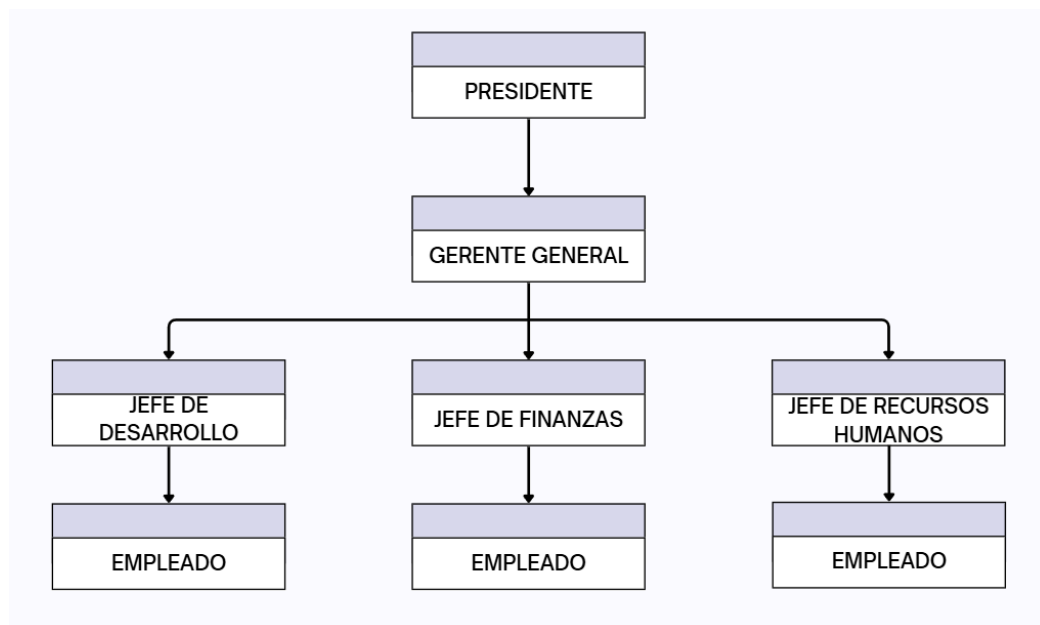 PRESIDENTE
GERENTE GENERAL
JEFE DE
DESARROLLO
JEFE DE FINANZAS
JEFE DE RECURSOS
HUMANOS
EMPLEADO
EMPLEADO
EMPLEADO